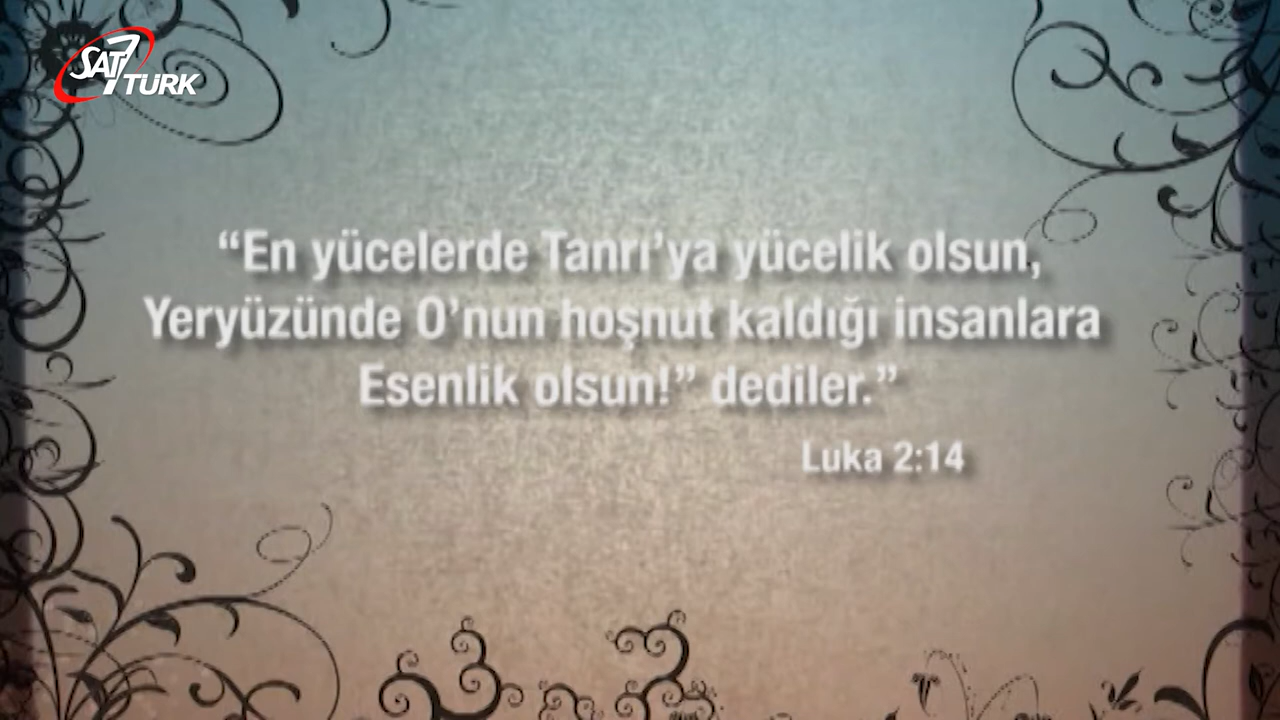 SAT 7 TURK
“En yücelerde Tanrı’ya yücelik olsun,
Yeryüzünde O’nun hoşnut kaldığı insanlara
Esenlik olsun!” dediler.”
Luka 2:14